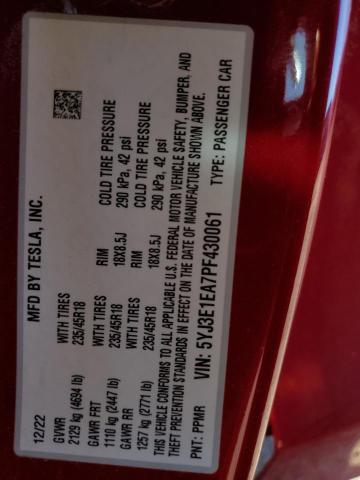 MFD BY TESLA, INC.
12/22
GVWR WITH TIRES RIM COLD TIRE PRESSURE
2129 kg (4694 lb) 235/45R18 18X8.5J 290 kPa, 42 psi
GAWR FRT WITH TIRES RIM COLD TIRE PRESSURE
1110 kg (2447 lb) 235/45R18 18X8.5J 290 kPa, 42 psi
GAWR RR
1257 kg (2771 lb) 235/45R18
THIS VEHICLE CONFORMS TO ALL APPLICABLE U.S. FEDERAL MOTOR VEHICLE SAFETY, BUMPER, AND
THEFT PREVENTION STANDARDS IN EFFECT ON THE DATE OF MANUFACTURE SHOWN ABOVE.
VIN: 5YJ3E1EA7PF430061
PNT: PPMR TYPE: PASSENGER CAR